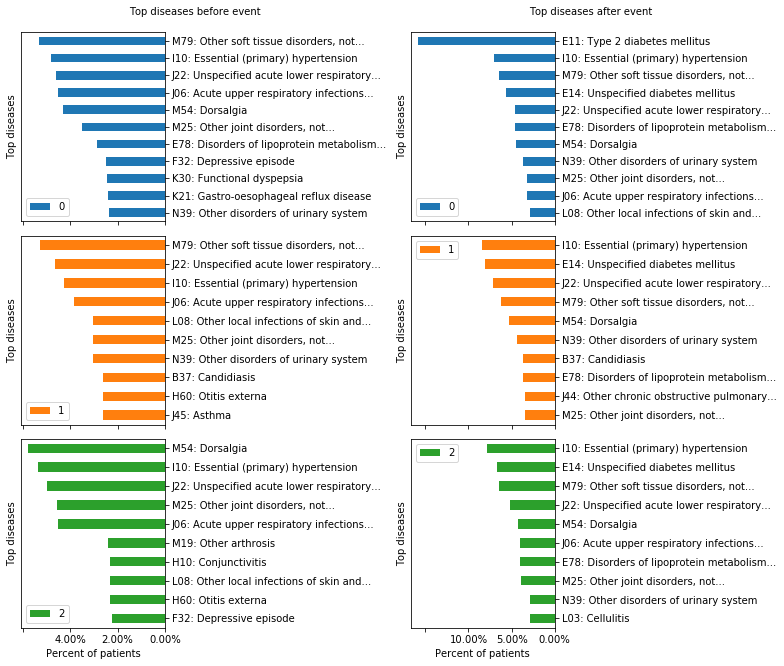 Top diseases before event
Top diseases
M79: Other soft tissue disorders, not...
I10: Essential (primary) hypertension
J22: Unspecified acute lower respiratory...
J06: Acute upper respiratory infections...
M54: Dorsalgia
M25: Other joint disorders, not...
E78: Disorders of lipoprotein metabolism...
F32: Depressive episode
K30: Functional dyspepsia
K21: Gastro-oesophageal reflux disease
N39: Other disorders of urinary system
0
Top diseases
M79: Other soft tissue disorders, not...
J22: Unspecified acute lower respiratory...
I10: Essential (primary) hypertension
J06: Acute upper respiratory infections...
L08: Other local infections of skin and...
M25: Other joint disorders, not...
N39: Other disorders of urinary system
B37: Candidiasis
H60: Otitis externa
J45: Asthma
1
Top diseases
M54: Dorsalgia
I10: Essential (primary) hypertension
J22: Unspecified acute lower respiratory...
M25: Other joint disorders, not...
J06: Acute upper respiratory infections...
M19: Other arthrosis
H10: Conjunctivitis
L08: Other local infections of skin and...
H60: Otitis externa
F32: Depressive episode
2
4.00% 2.00% 0.00%
Percent of patients
Top diseases after event
Top diseases
E11: Type 2 diabetes mellitus
I10: Essential (primary) hypertension
M79: Other soft tissue disorders, not...
E14: Unspecified diabetes mellitus
J22: Unspecified acute lower respiratory...
E78: Disorders of lipoprotein metabolism...
M54: Dorsalgia
N39: Other disorders of urinary system
M25: Other joint disorders, not...
J06: Acute upper respiratory infections...
L08: Other local infections of skin and...
0
Top diseases
1
I10: Essential (primary) hypertension
E14: Unspecified diabetes mellitus
J22: Unspecified acute lower respiratory...
M79: Other soft tissue disorders, not...
M54: Dorsalgia
N39: Other disorders of urinary system
B37: Candidiasis
E78: Disorders of lipoprotein metabolism...
J44: Other chronic obstructive pulmonary...
M25: Other joint disorders, not...
Top diseases
2
I10: Essential (primary) hypertension
E14: Unspecified diabetes mellitus
M79: Other soft tissue disorders, not...
J22: Unspecified acute lower respiratory...
M54: Dorsalgia
J06: Acute upper respiratory infections...
E78: Disorders of lipoprotein metabolism...
M25: Other joint disorders, not...
N39: Other disorders of urinary system
L03: Cellulitis
10.00% 5.00% 0.00%
Percent of patients